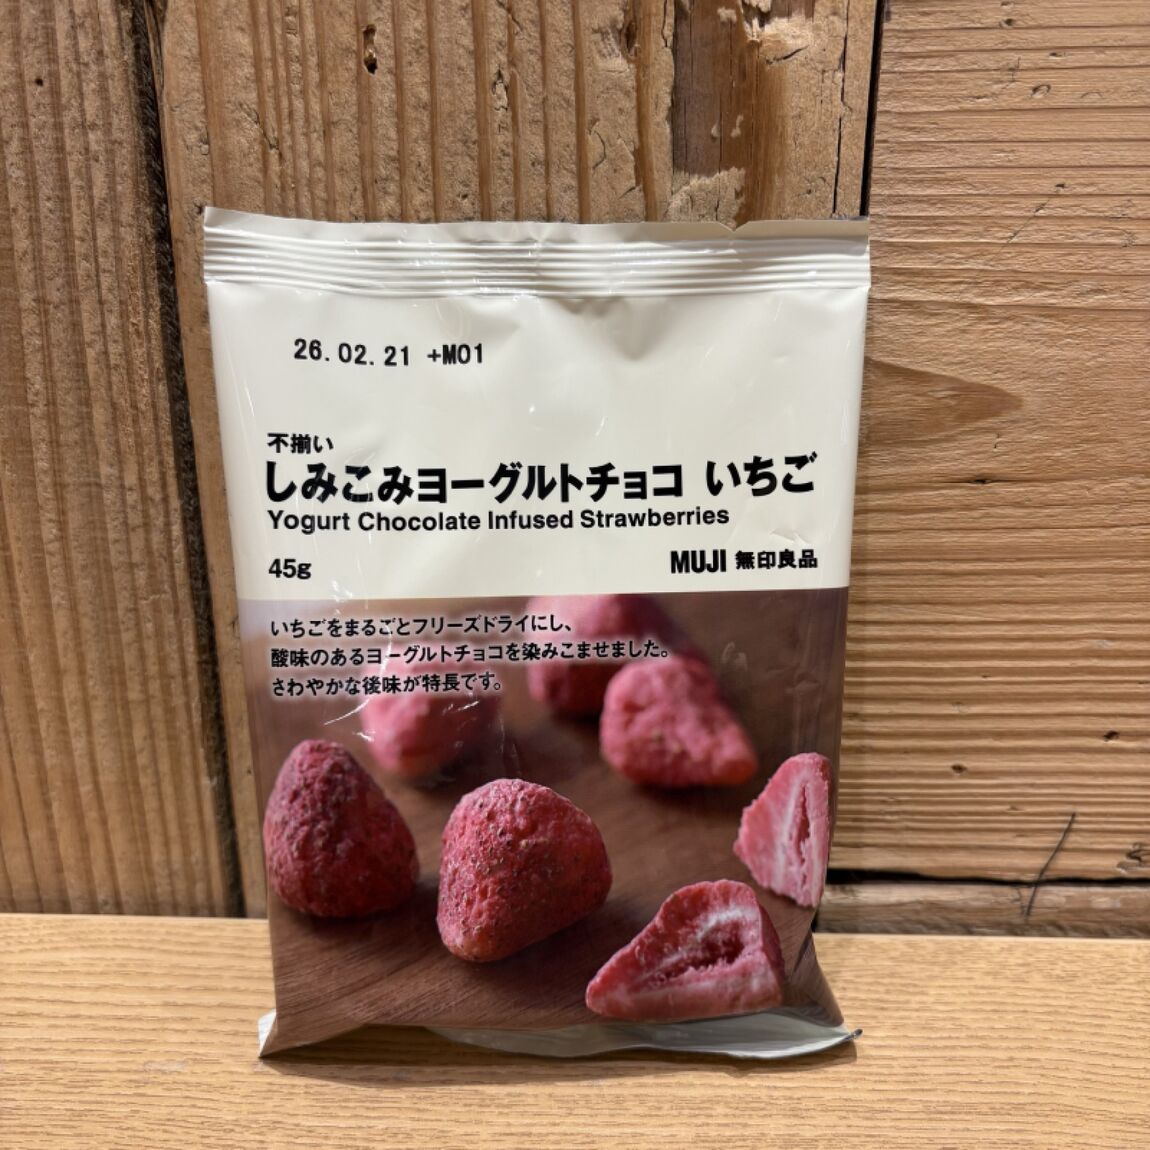 26.02.21 +M01
不揃い
しみこみヨーグルトチョコ いちご
Yogurt Chocolate Infused Strawberries
45g
MUJI 無印良品
いちごをまるごとフリーズドライにし、
酸味のあるヨーグルトチョコを染みこませました。
さわやかな後味が特長です。